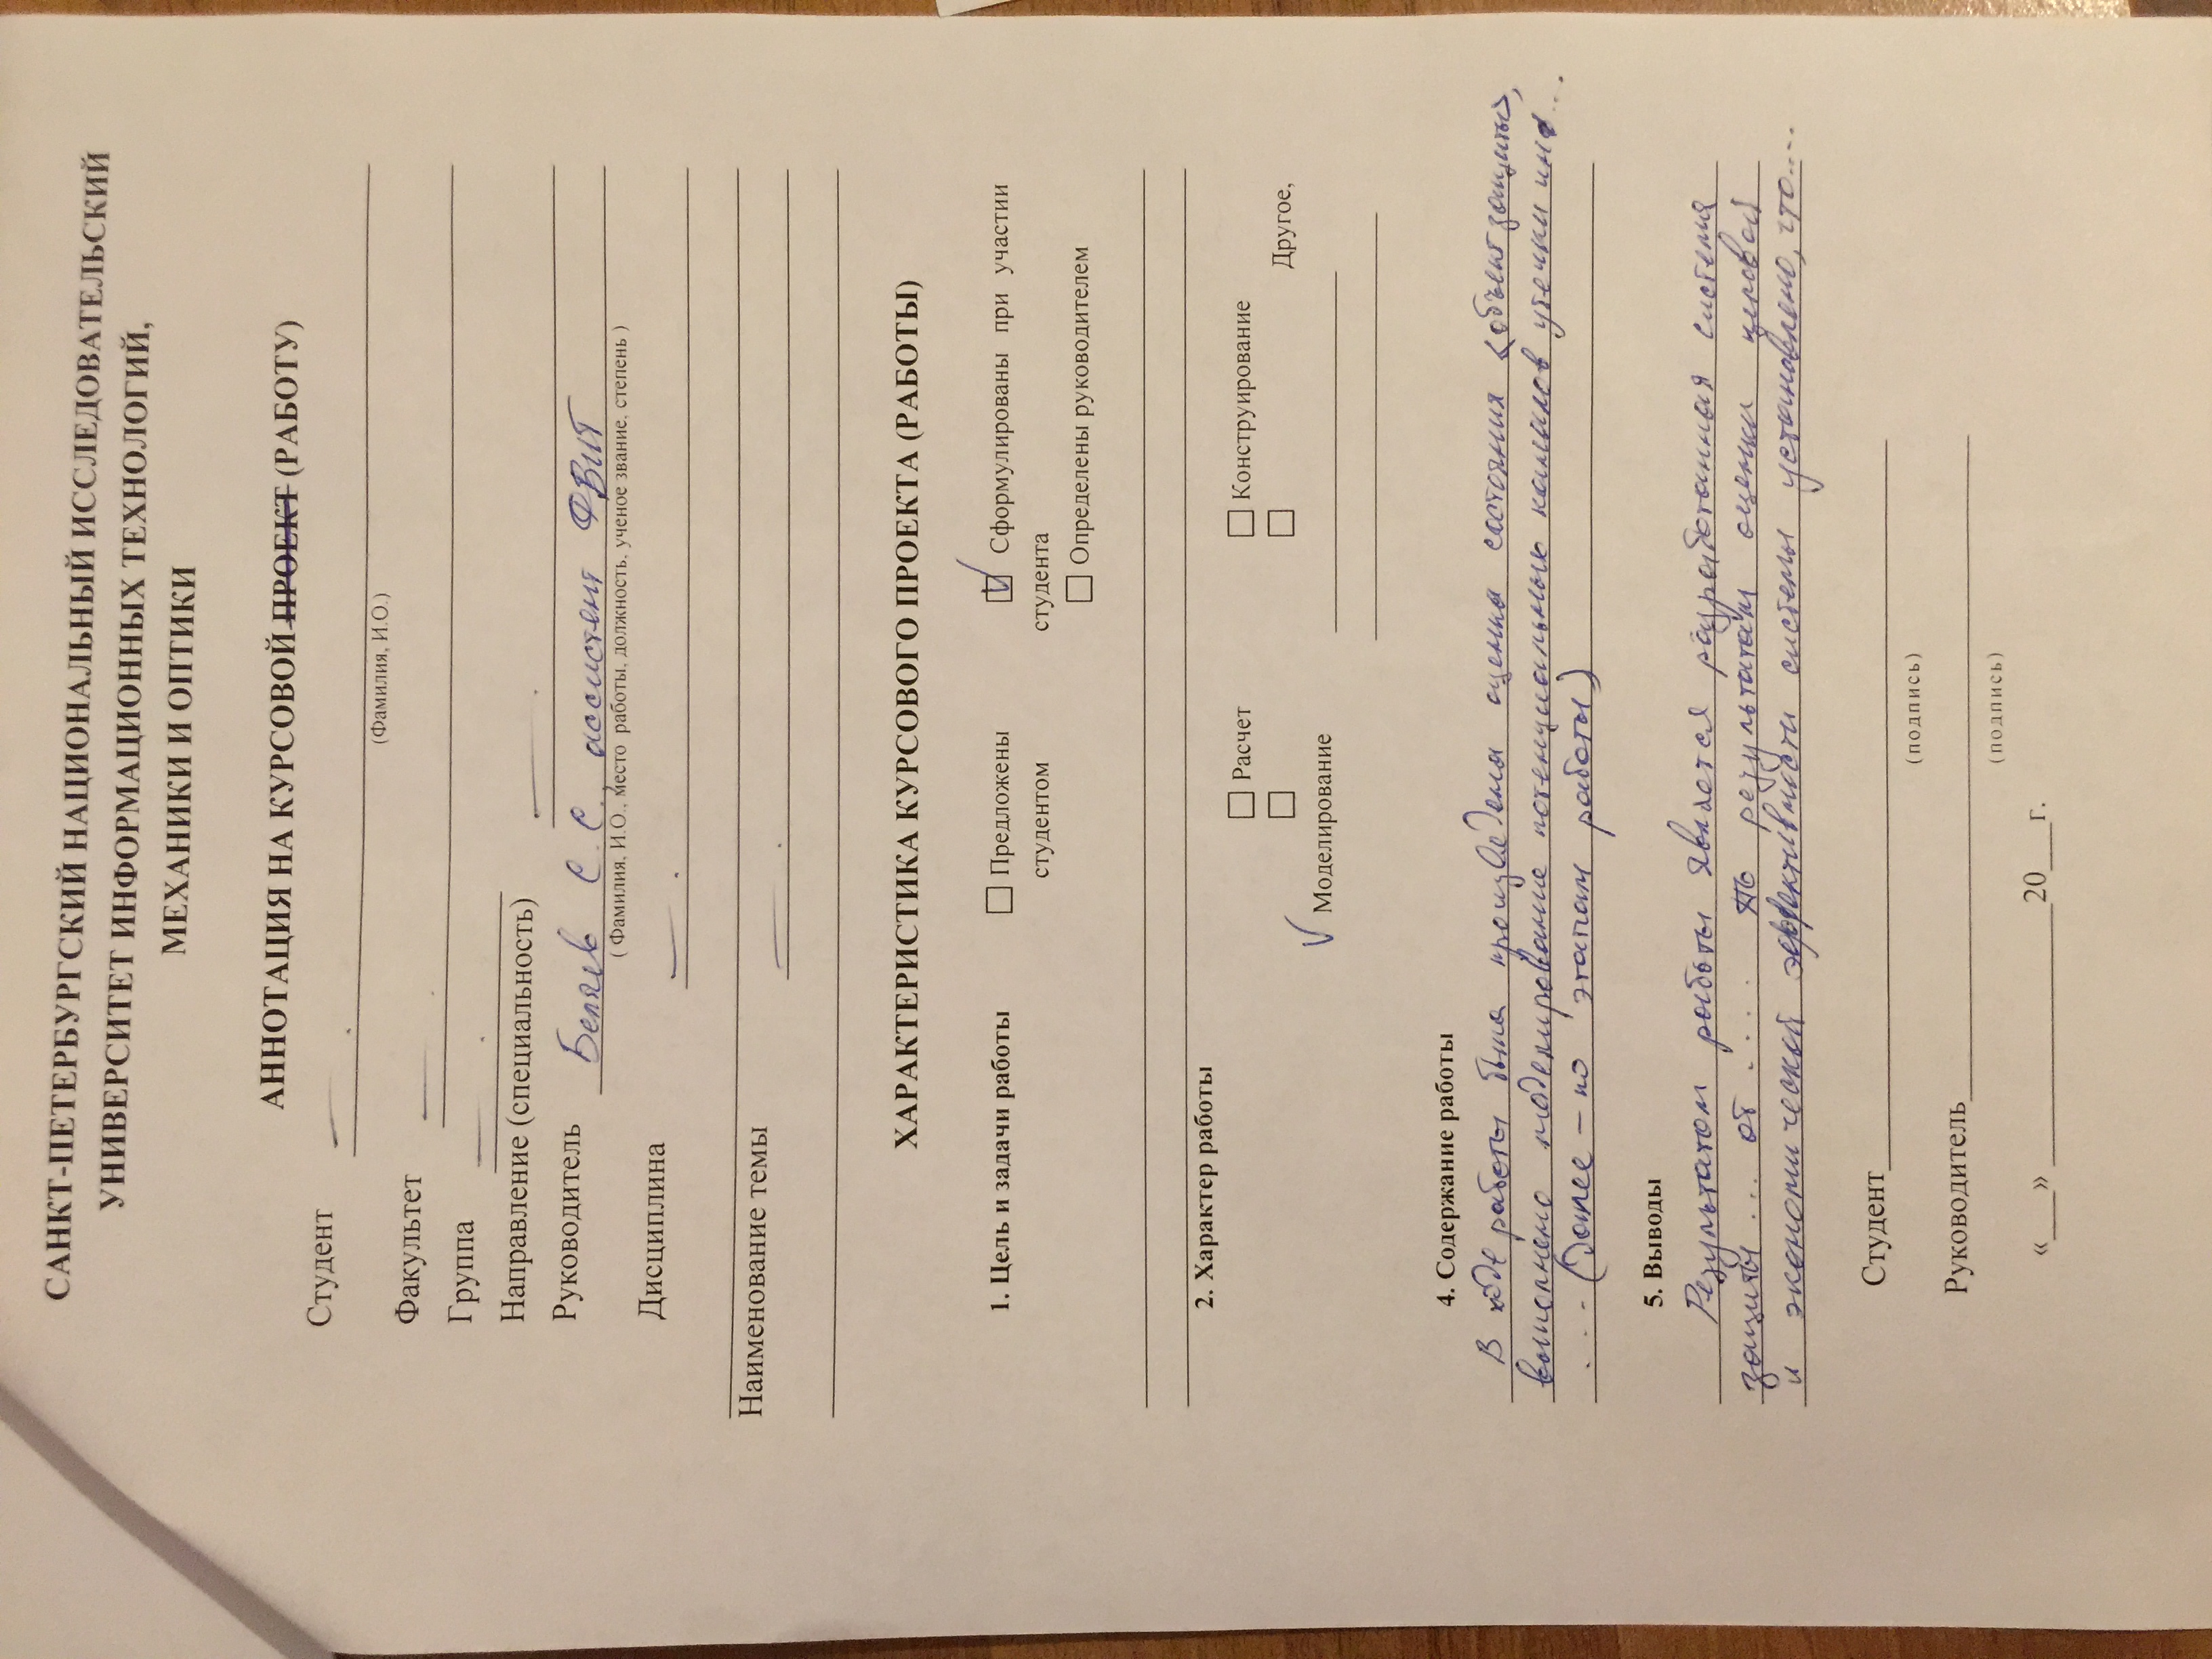 САНКТ-ПЕТЕРБУРГСКИЙ НАЦИОНАЛЬНЫЙ ИССЛЕДОВАТЕЛЬСКИЙ
УНИВЕРСИТЕТ ИНФОРМАЦИОННЫХ ТЕХНОЛОГИЙ,
МЕХАНИКИ И ОПТИКИ
АННОТАЦИЯ НА КУРСОВОЙ ПРОЕКТ (РАБОТУ)
Студент
(Фамилия, И.О.)
Факультет
Группа
Направление (специальность)
Руководитель Беляев С. С., ассистент ФБИТ
( Фамилия, И.О., место работы, должность, ученое звание, степень )
Дисциплина
Наименование темы
ХАРАКТЕРИСТИКА КУРСОВОГО ПРОЕКТА (РАБОТЫ)
1. Цель и задачи работы Предложены Сформулированы при участии
студентом студента
Определены руководителем
2. Характер работы
Расчет Конструирование
Другое,
Моделирование
4. Содержание работы
В ходе работы была произведена оценка состояния <объект защиты>,
выполнено моделирование потенциальных каналов утечки инф...
... (Далее – по этапам работы)
5. Выводы
Результатом работы является разработанная система
защиты ... от .... По результатам оценки целевой
и экономической эффективности системы установлено, что....
Студент
(подпись)
Руководитель
(подпись)
«___» ________________20___г.